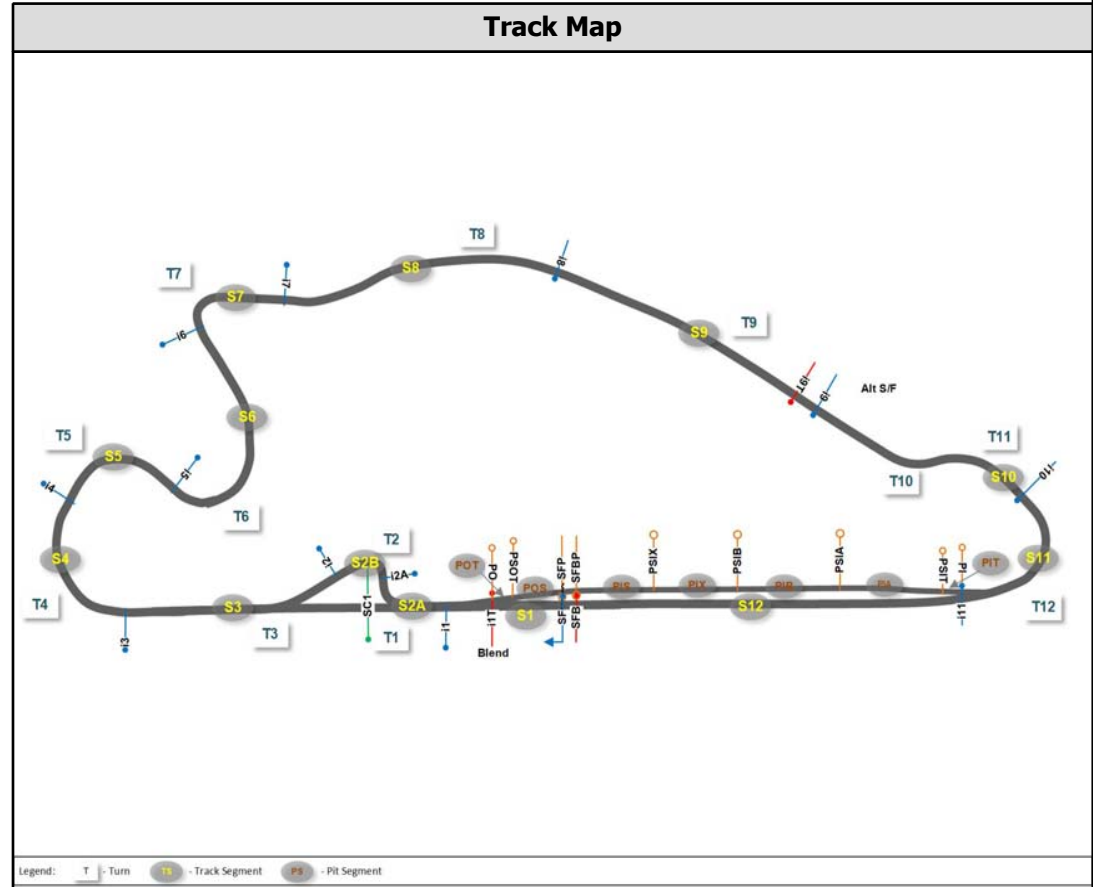 Track Map
T8
i8
T7
i7
S8
S7
i6
S9
T9
i9T
i9
Alt S/F
S6
T5
S5
i5
i4
T6
T11
S10
i10
T10
S4
T4
i3
S3
T3
i2
T2
S2B
i2A
SC1
S2A
T1
i1
POT
PO
i1T
Blend
PSOT
POS
S1
SFP
SF
SFBP
SFB
PIS
PSIX
PIX
PSIB
PIB
S12
PSIA
PIA
PSIT
PI
i11
PIT
S11
T12
Legend: T - Turn TS - Track Segment PS - Pit Segment